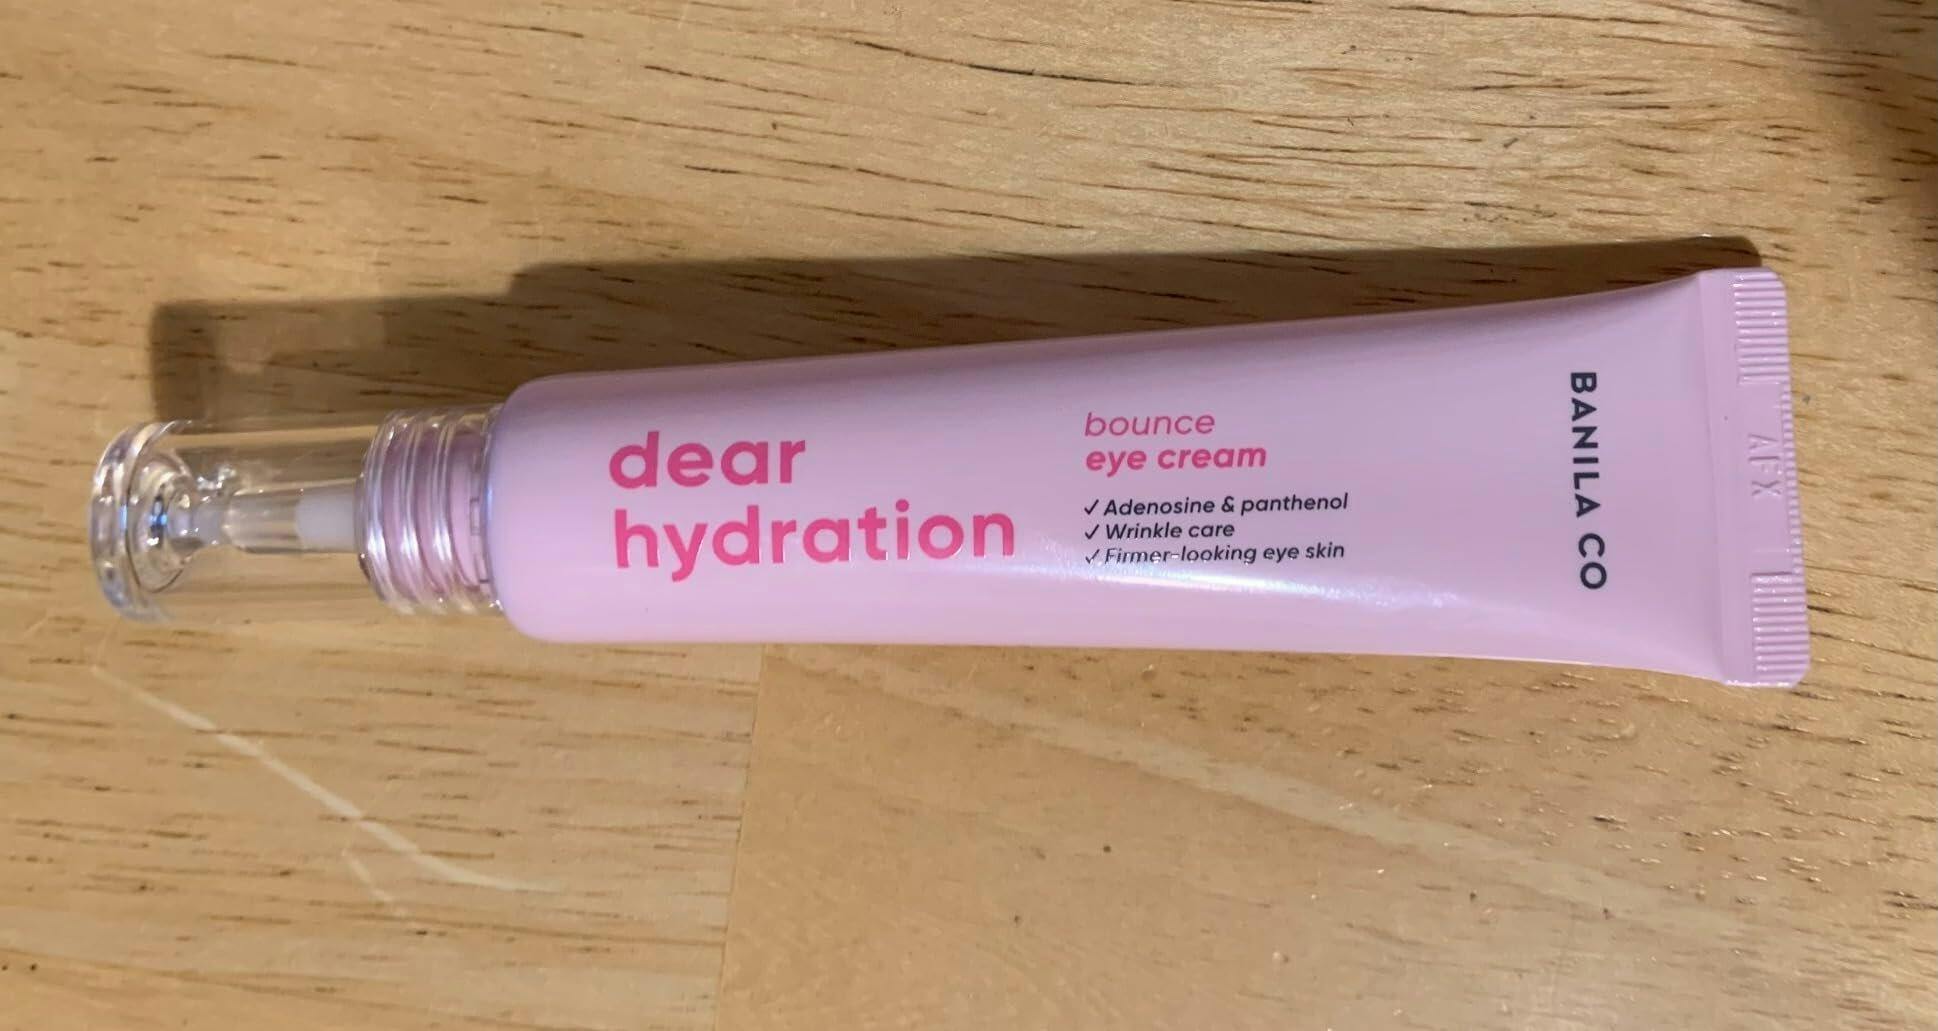 dear
hydration
bounce
eye cream
✓ Adenosine & panthenol
✓ Wrinkle care
✓ Firmer-looking eye skin
BANILA CO